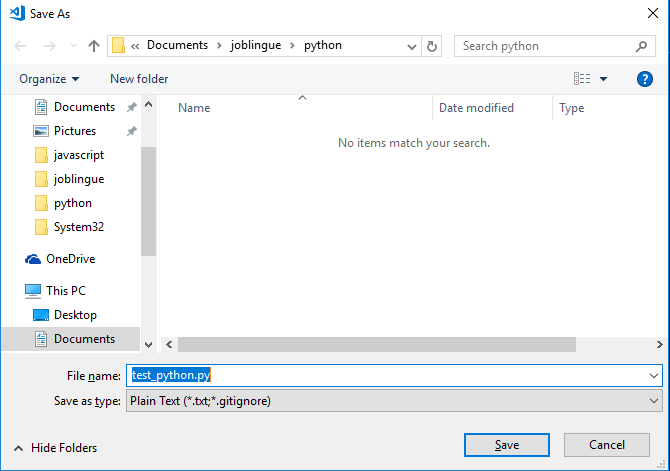 Save As
« Documents › joblingue › python
Search python
Organize
New folder
?
Documents
Pictures
javascript
joblingue
python
System32
OneDrive
This PC
Desktop
Documents
Name Date modified Type
No items match your search.
File name: test_python.py
Save as type: Plain Text (*.txt;*.gitignore)
Hide Folders
Save
Cancel